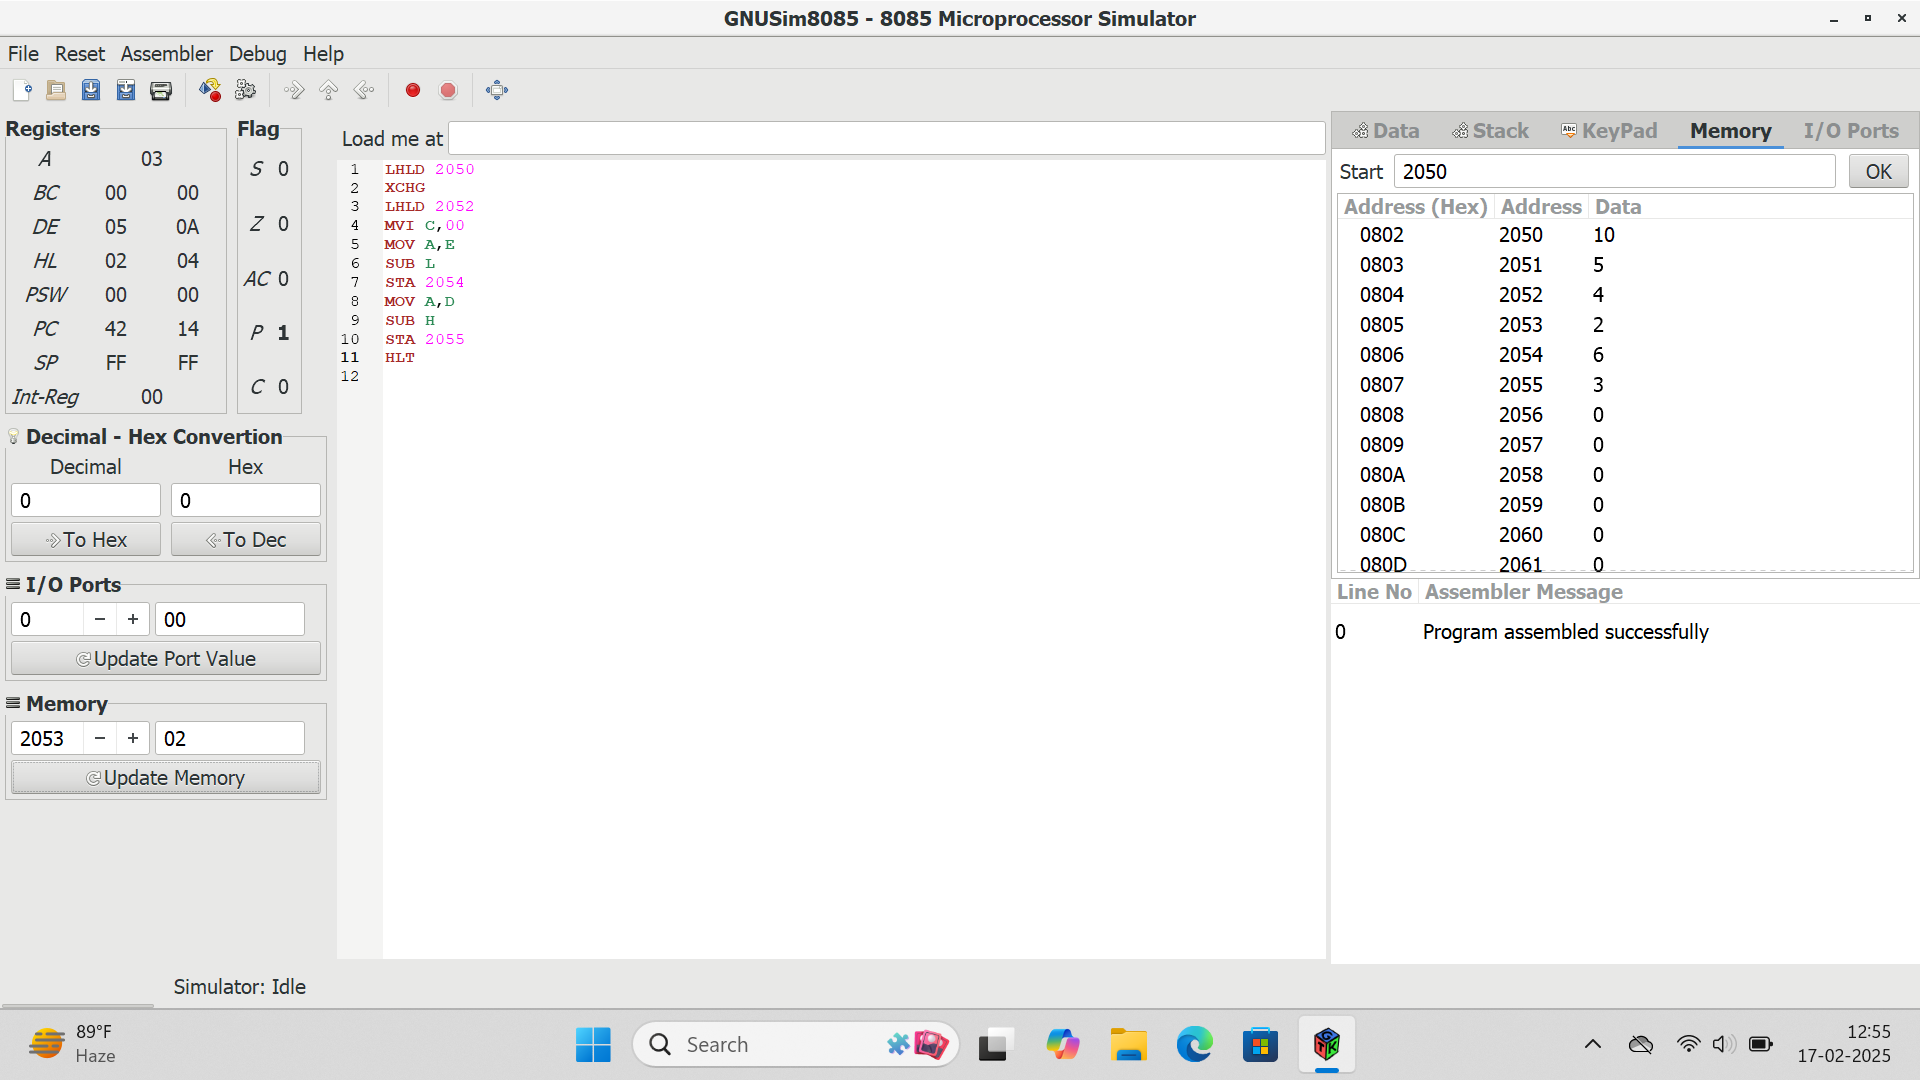 GNUSim8085 - 8085 Microprocessor Simulator
File Reset Assembler Debug Help
Registers
A 03
BC 00 00
DE 05 0A
HL 02 04
PSW 00 00
PC 42 14
SP FF FF
Int-Reg 00
Flag
S 0
Z 0
AC 0
P 1
C 0
Decimal - Hex Convertion
Decimal Hex
0 0
To Hex To Dec
I/O Ports
0 − + 00
Update Port Value
Memory
2053 − + 02
Update Memory
Load me at
1 LHLD 2050
2 XCHG
3 LHLD 2052
4 MVI C,00
5 MOV A,E
6 SUB L
7 STA 2054
8 MOV A,D
9 SUB H
10 STA 2055
11 HLT
12
Data Stack Abc KeyPad Memory I/O Ports
Start 2050 OK
Address (Hex) Address Data
0802 2050 10
0803 2051 5
0804 2052 4
0805 2053 2
0806 2054 6
0807 2055 3
0808 2056 0
0809 2057 0
080A 2058 0
080B 2059 0
080C 2060 0
080D 2061 0
Line No Assembler Message
0 Program assembled successfully
Simulator: Idle
89°F
Haze
Search
12:55
17-02-2025